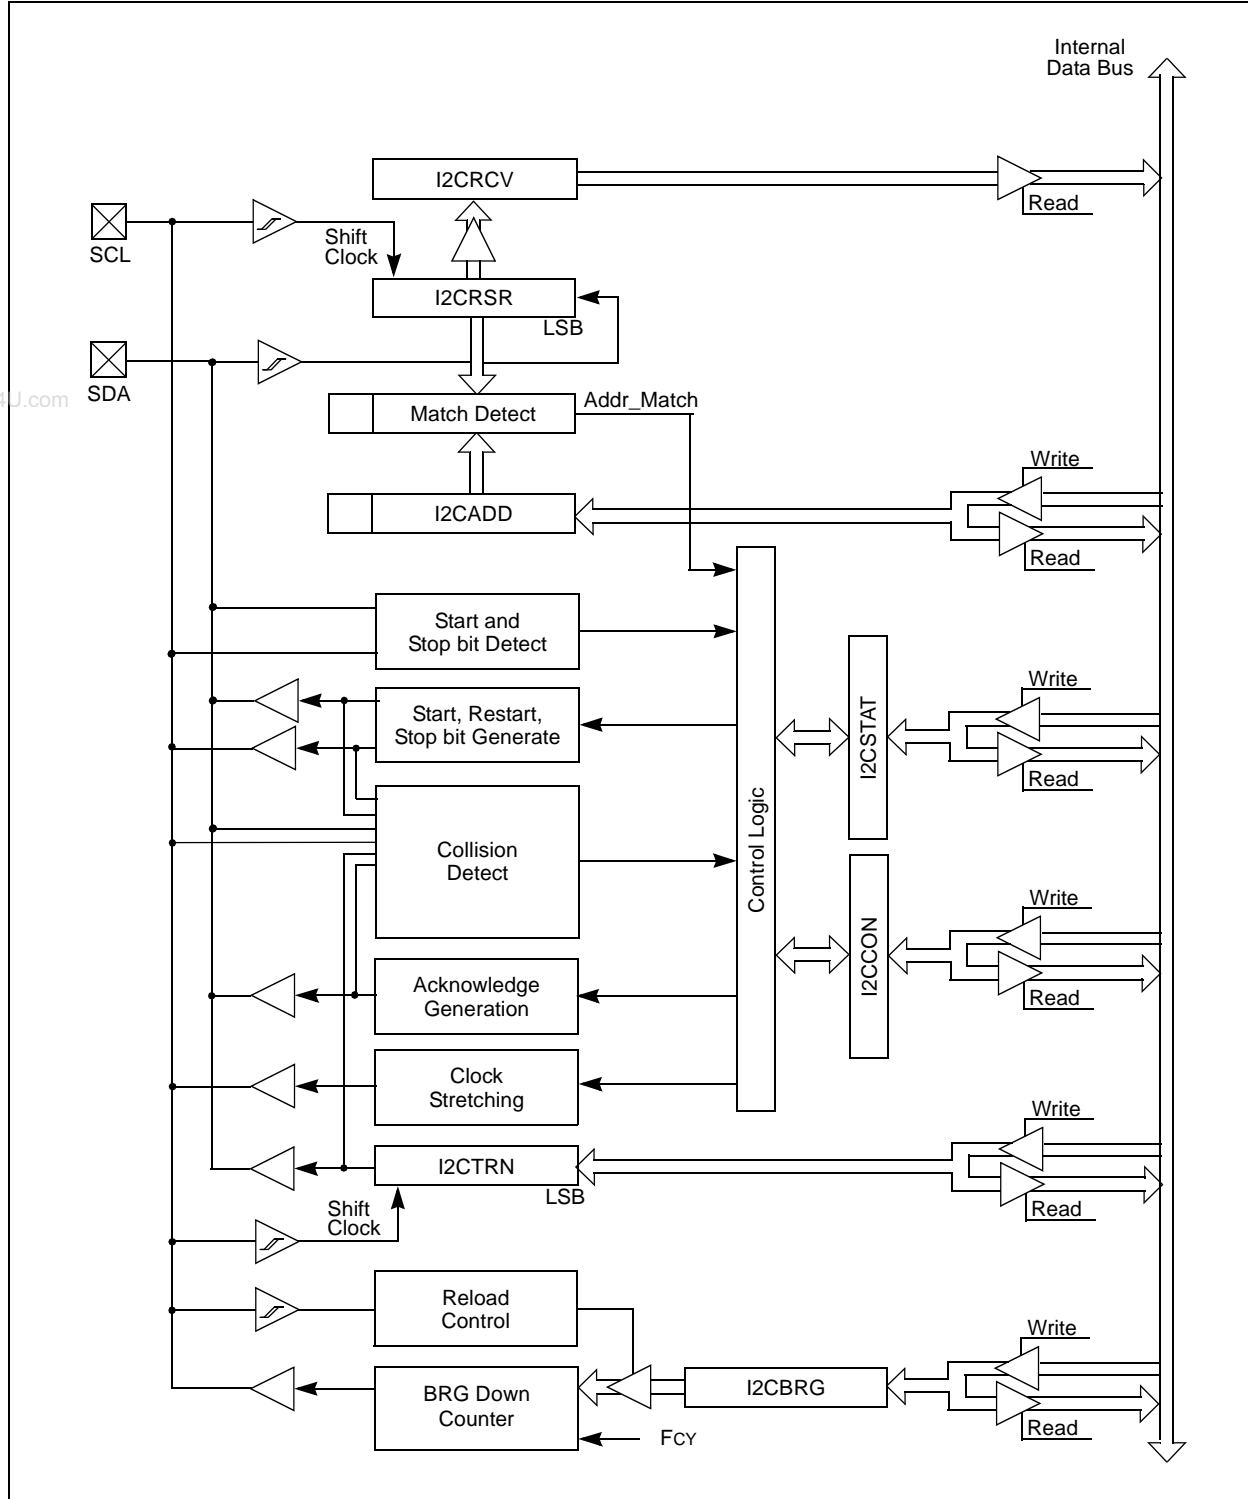 Internal
Data Bus
I2CRCV
Read
SCL
Shift
Clock
I2CRSR
LSB
SDA
4U.com
Match Detect
Addr_Match
Write
I2CADD
Read
Start and
Stop bit Detect
Write
Start, Restart,
Stop bit Generate
I2CSTAT
Read
Control Logic
Collision
Detect
Write
I2CCON
Acknowledge
Generation
Read
Clock
Stretching
Write
I2CTRN
LSB
Shift
Clock
Read
Reload
Control
Write
BRG Down
Counter
I2CBRG
Read
FCY